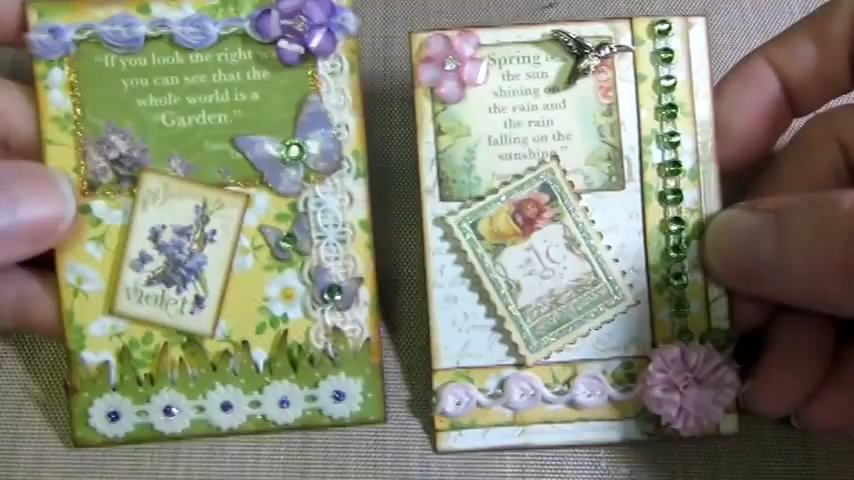 "If you look the right
you can see that the
whole world is a
Garden."
Violet
Spring
the sun
shining on
the rain and
the rain
falling on the
sunshine."
1c